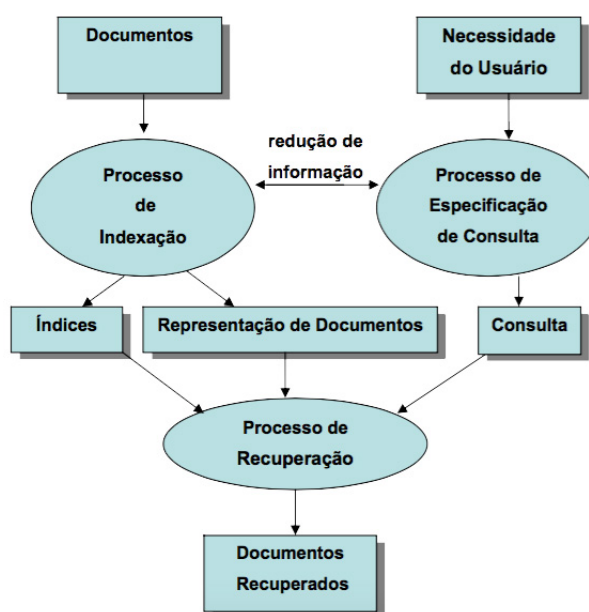 Documentos
Necessidade
do Usuário
redução de
informação
Processo
de
Indexação
Processo de
Especificação
de Consulta
Índices
Representação de Documentos
Consulta
Processo de
Recuperação
Documentos
Recuperados